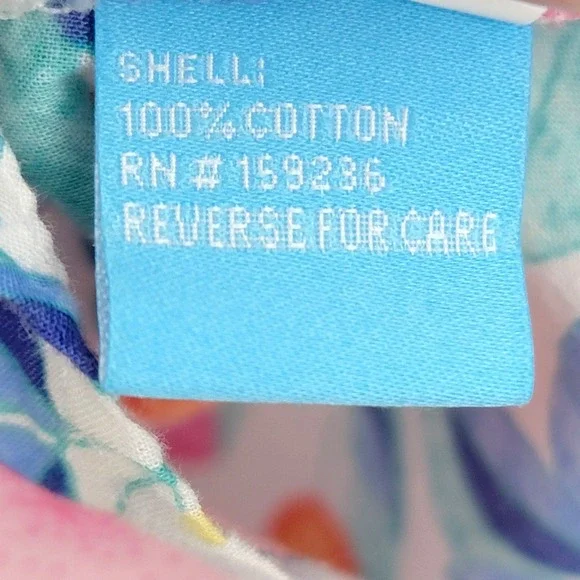 SHELL:
100% COTTON
RN # 159236
REVERSE FOR CARE